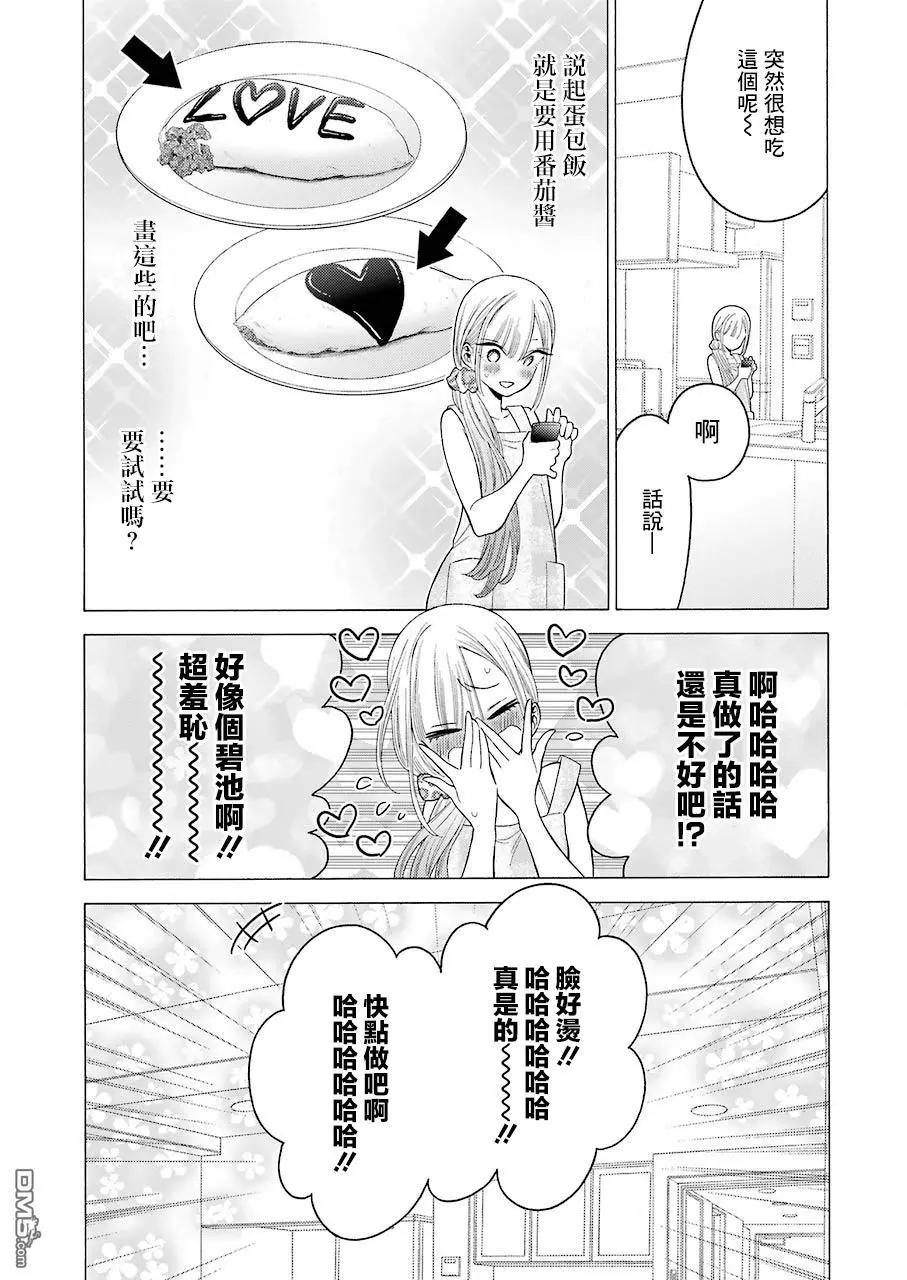 突然很想吃
這個呢～
啊
話說—
說起蛋包飯
就是要用番茄醬
LOVE
畫這些的吧…
……要
要試試嗎？
啊哈哈哈哈
真做了的話
還是不好吧!?
好像個碧池啊!!
超羞恥～～～～
～～～～～～!!
臉好燙!!
哈哈哈哈哈哈
真是的～～～～!!
快點做吧啊
哈哈哈哈哈哈!!
DM5.com